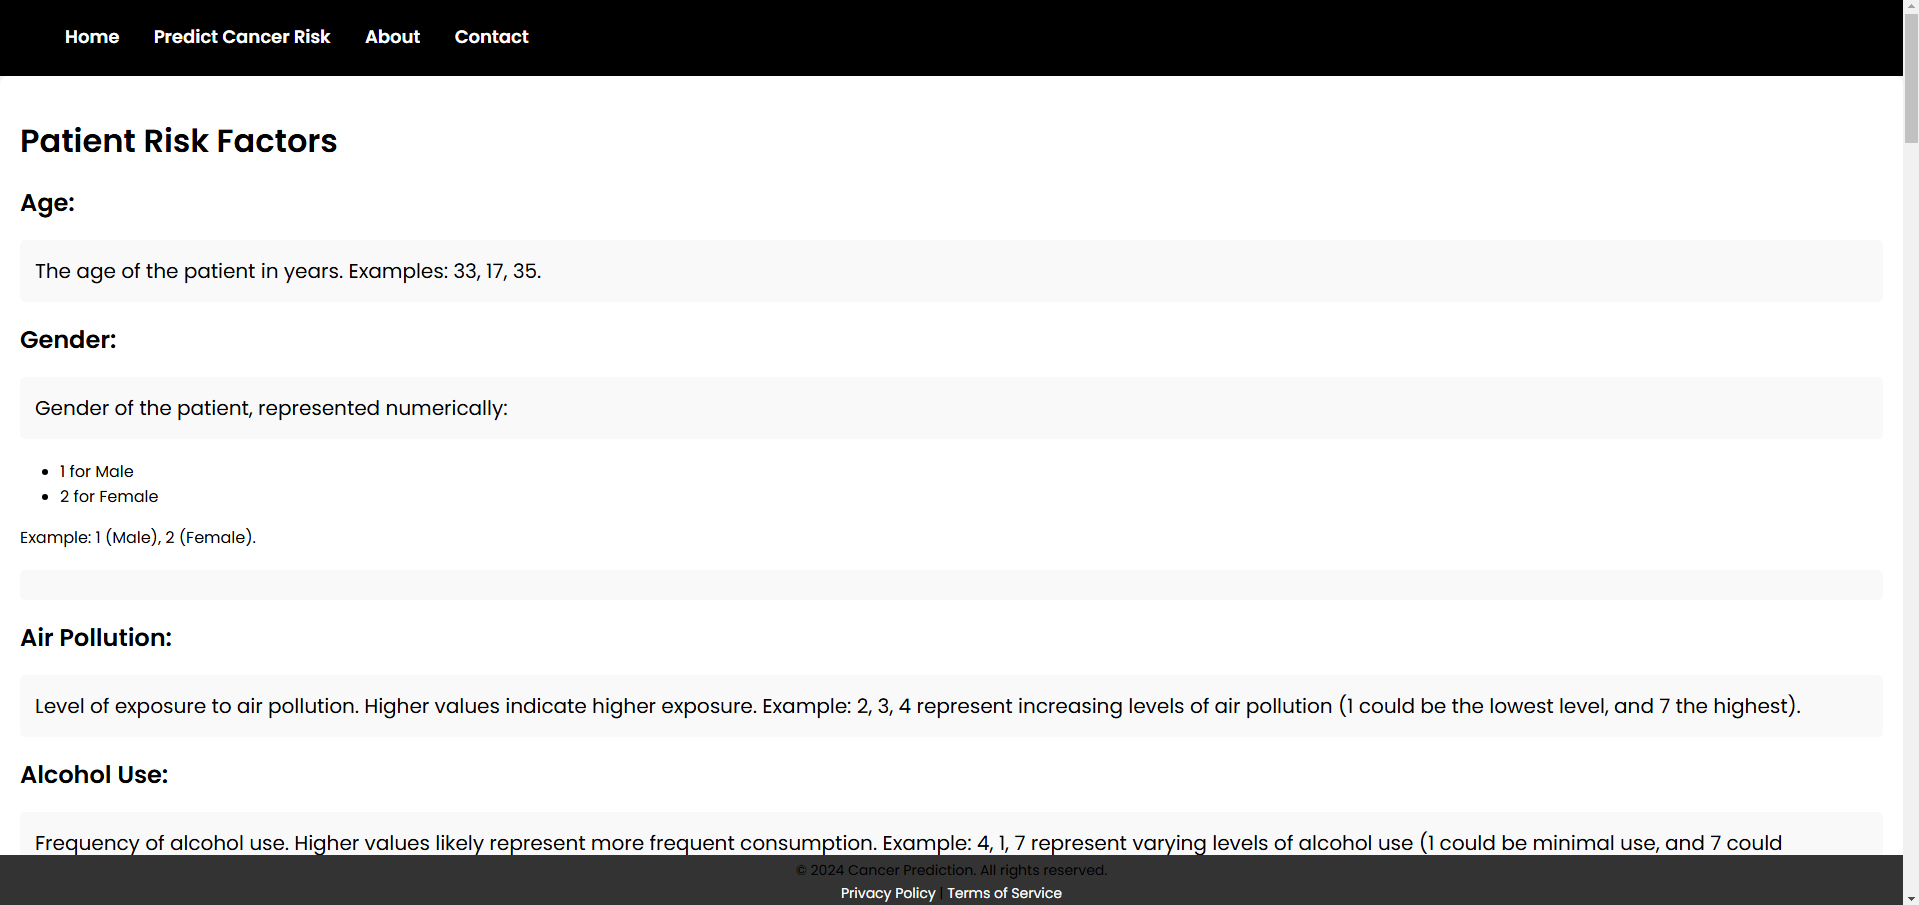 Home Predict Cancer Risk About Contact
Patient Risk Factors
Age:
The age of the patient in years. Examples: 33, 17, 35.
Gender:
Gender of the patient, represented numerically:
• 1 for Male
• 2 for Female
Example: 1 (Male), 2 (Female).
Air Pollution:
Level of exposure to air pollution. Higher values indicate higher exposure. Example: 2, 3, 4 represent increasing levels of air pollution (1 could be the lowest level, and 7 the highest).
Alcohol Use:
Frequency of alcohol use. Higher values likely represent more frequent consumption. Example: 4, 1, 7 represent varying levels of alcohol use (1 could be minimal use, and 7 could
© 2024 Cancer Prediction. All rights reserved.
Privacy Policy | Terms of Service